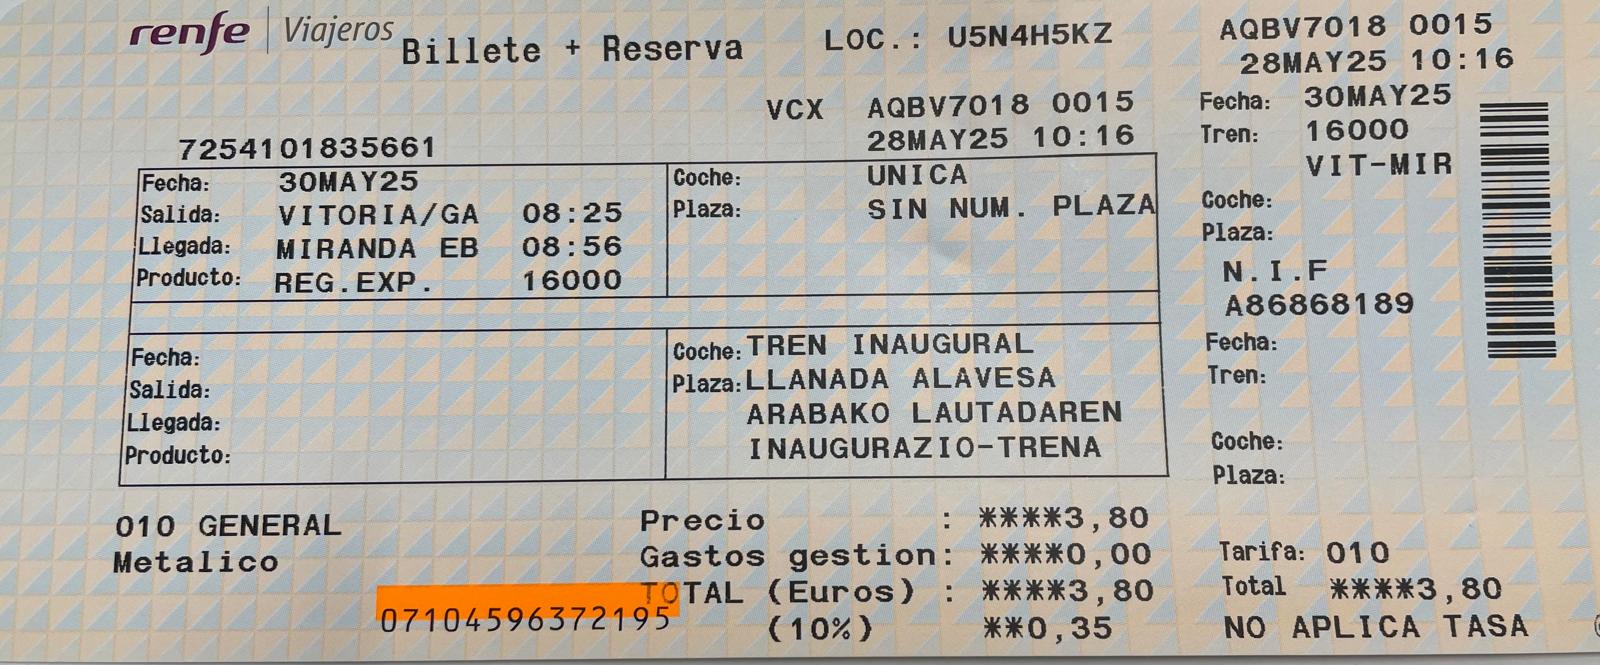 renfe Viajeros Billete + Reserva LOC.: U5N4H5KZ
VCX AQBV7018 0015
28MAY25 10:16
7254101835661
Fecha: 30MAY25
Salida: VITORIA/GA 08:25
Llegada: MIRANDA EB 08:56
Producto: REG.EXP. 16000
Coche: UNICA
Plaza: SIN NUM. PLAZA
Fecha:
Salida:
Llegada:
Producto:
Coche: TREN INAUGURAL
Plaza: LLANADA ALAVESA
ARABAKO LAUTADAREN
INAUGURAZIO-TRENA
010 GENERAL
Metalico
07104596372195
Precio : ****3,80
Gastos gestion: ****0,00
TOTAL (Euros) : ****3,80
(10%) **0,35
AQBV7018 0015
28MAY25 10:16
Fecha: 30MAY25
Tren: 16000
VIT-MIR
Coche:
Plaza:
N.I.F
A86868189
Fecha:
Tren:
Coche:
Plaza:
Tarifa: 010
Total ****3,80
NO APLICA TASA